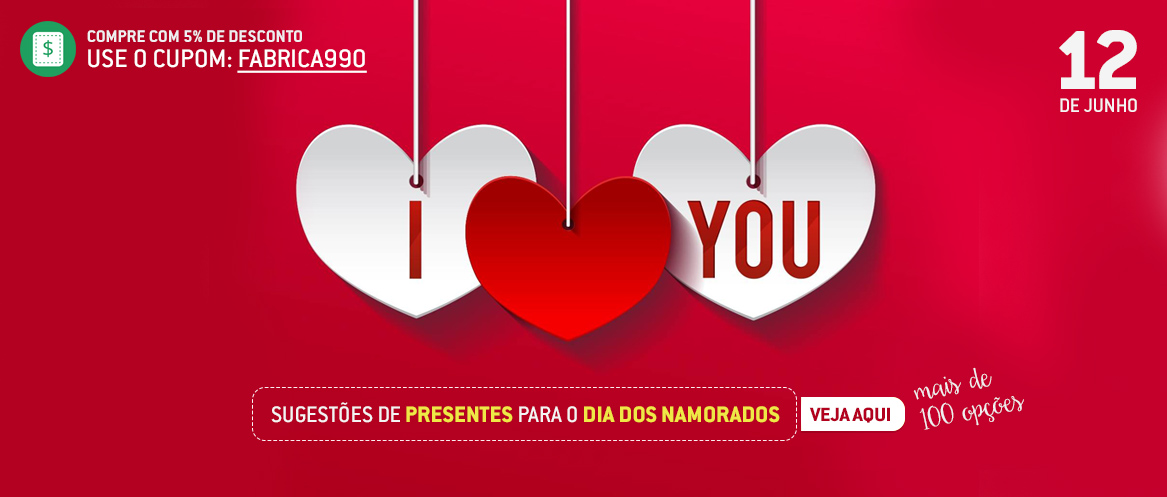 COMPRE COM 5% DE DESCONTO
USE O CUPOM: FABRICA990
$
12
DE JUNHO
I
YOU
SUGESTÕES DE PRESENTES PARA O DIA DOS NAMORADOS
VEJA AQUI
mais de
100 opções